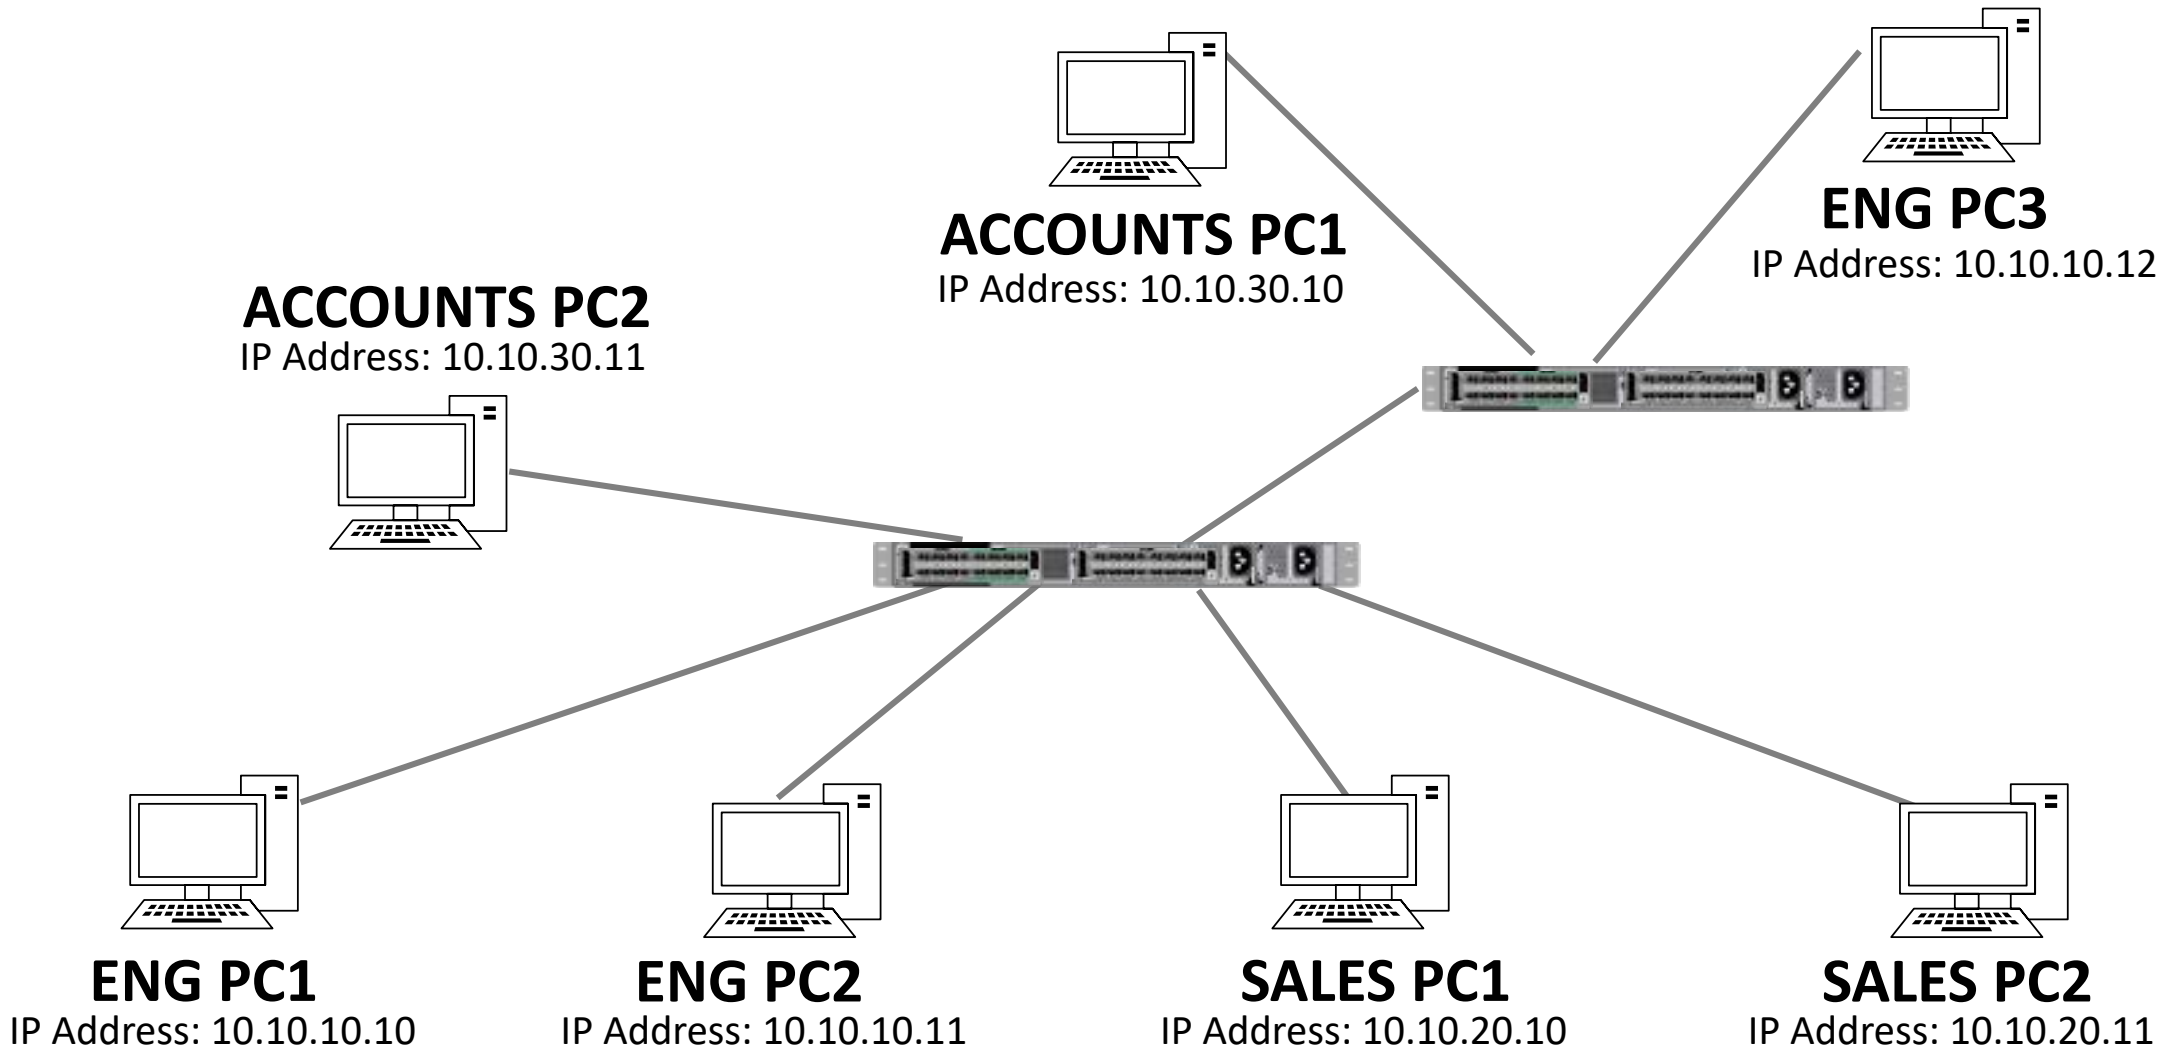 ACCOUNTS PC1
IP Address: 10.10.30.10
ENG PC3
IP Address: 10.10.10.12
ACCOUNTS PC2
IP Address: 10.10.30.11
ENG PC1
IP Address: 10.10.10.10
ENG PC2
IP Address: 10.10.10.11
SALES PC1
IP Address: 10.10.20.10
SALES PC2
IP Address: 10.10.20.11